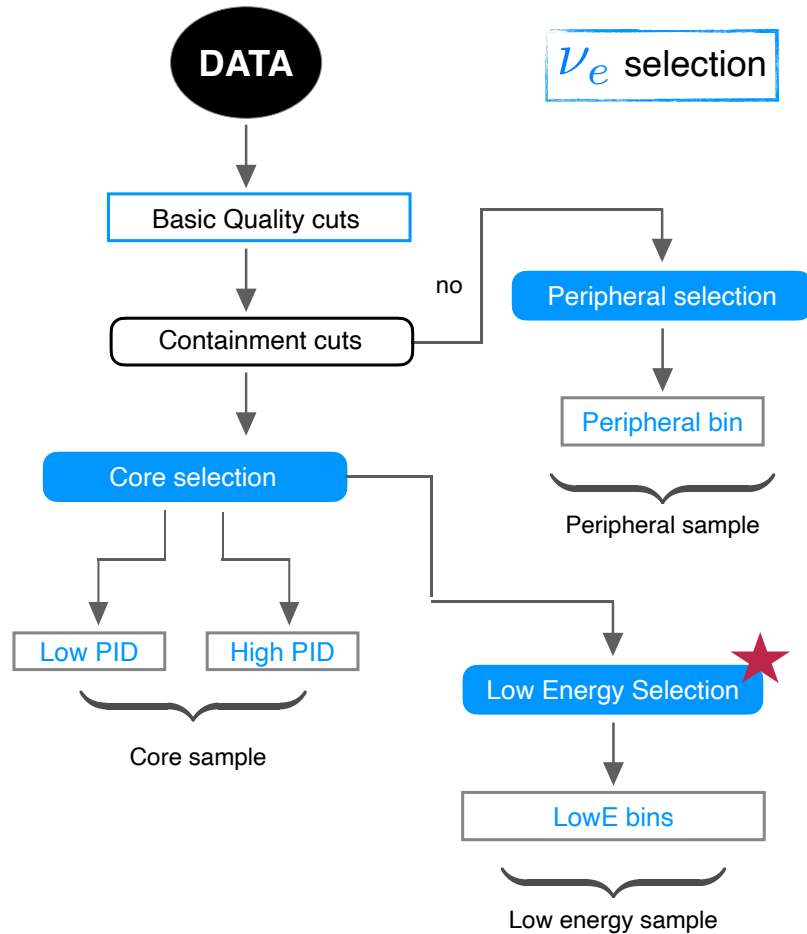 DATA
νₑ selection
Basic Quality cuts
no
Peripheral selection
Containment cuts
Peripheral bin
Core selection
Peripheral sample
Low PID
High PID
Low Energy Selection
Core sample
LowE bins
Low energy sample